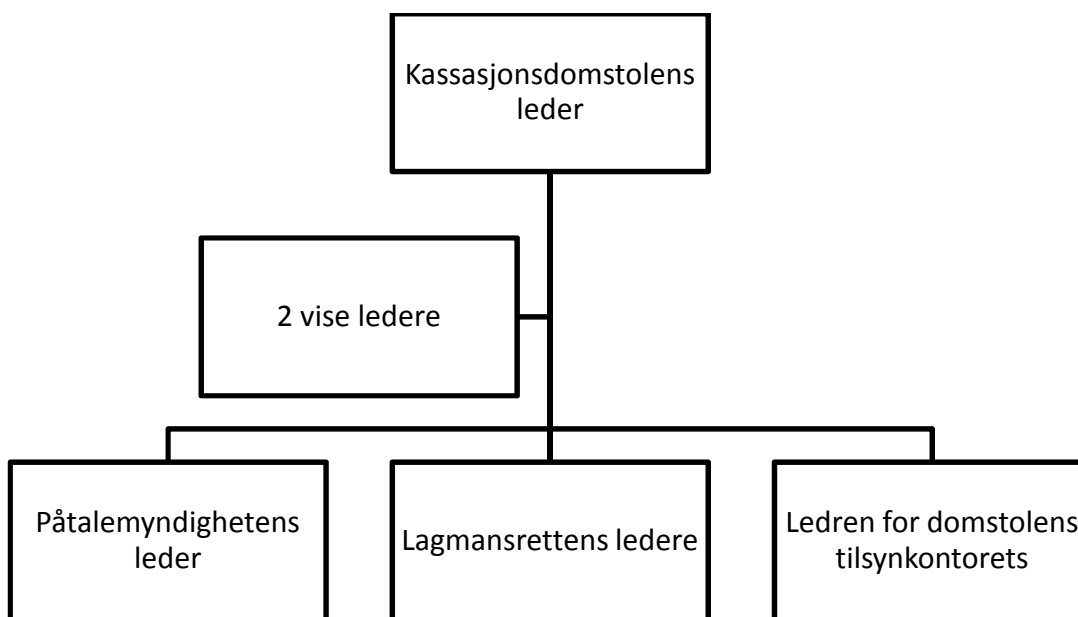 Kassasjonsdomstolens
leder
2 vise ledere
Påtalemyndighetens
leder
Lagmansrettens ledere
Ledren for domstolens
tilsynkontorets